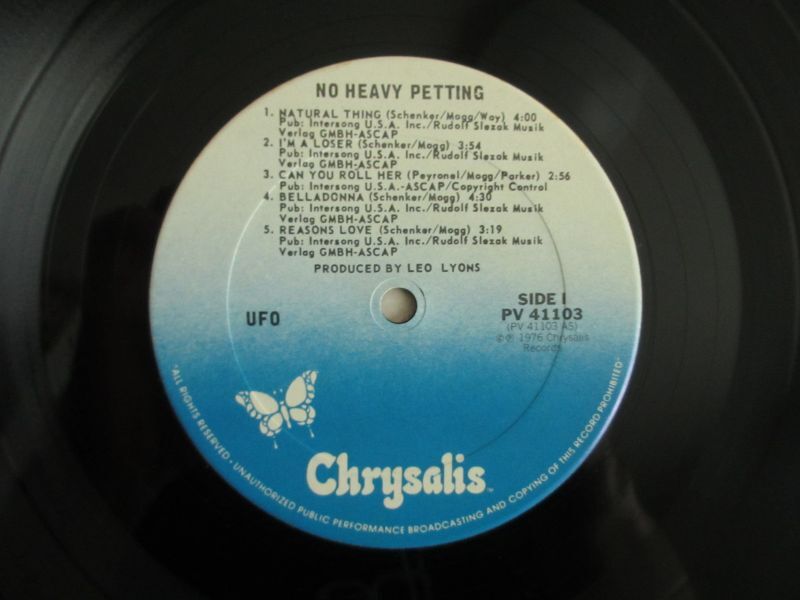 NO HEAVY PETTING
1. NATURAL THING (Schenker/Mogg/Way) 4:00
Pub: Intersong U.S.A. Inc./Rudolf Slezak Musik
Verlag GMBH-ASCAP
2. I'M A LOSER (Schenker/Mogg) 3:54
Pub: Intersong U.S.A. Inc./Rudolf Slezak Musik
Verlag GMBH-ASCAP
3. CAN YOU ROLL HER (Peyronel/Mogg/Parker) 2:56
Pub: Intersong U.S.A.-ASCAP/Copyright Control
4. BELLADONNA (Schenker/Mogg) 4:30
Pub: Intersong U.S.A. Inc./Rudolf Slezak Musik
Verlag GMBH-ASCAP
5. REASONS LOVE (Schenker/Mogg) 3:19
Pub: Intersong U.S.A. Inc./Rudolf Slezak Musik
Verlag GMBH-ASCAP
PRODUCED BY LEO LYONS
UFO
SIDE I
PV 41103
(PV 41103 AS)
©℗ 1976 Chrysalis
Records
Chrysalis™
"ALL RIGHTS RESERVED - UNAUTHORIZED PUBLIC PERFORMANCE BROADCASTING AND COPYING OF THIS RECORD PROHIBITED"